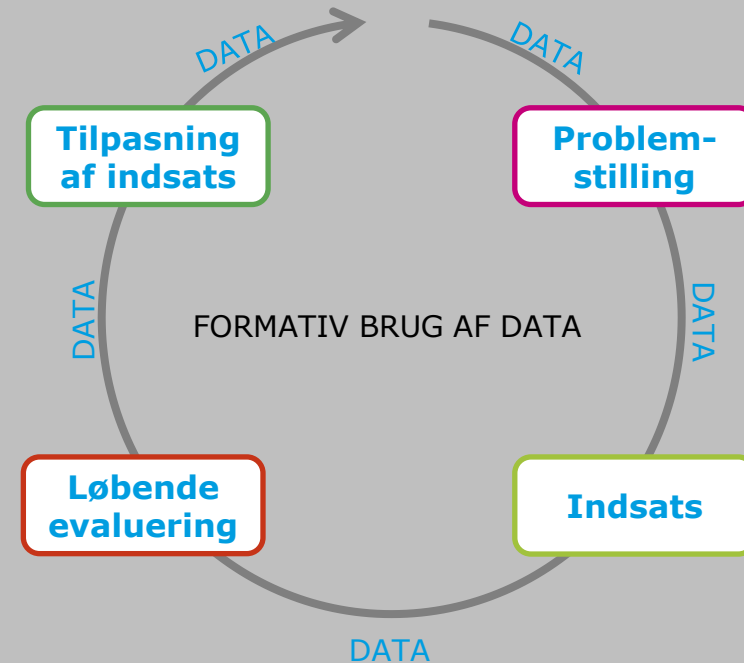 DATA
DATA
Tilpasning
af indsats
Problem-
stilling
DATA
DATA
FORMATIV BRUG AF DATA
Løbende
evaluering
Indsats
DATA